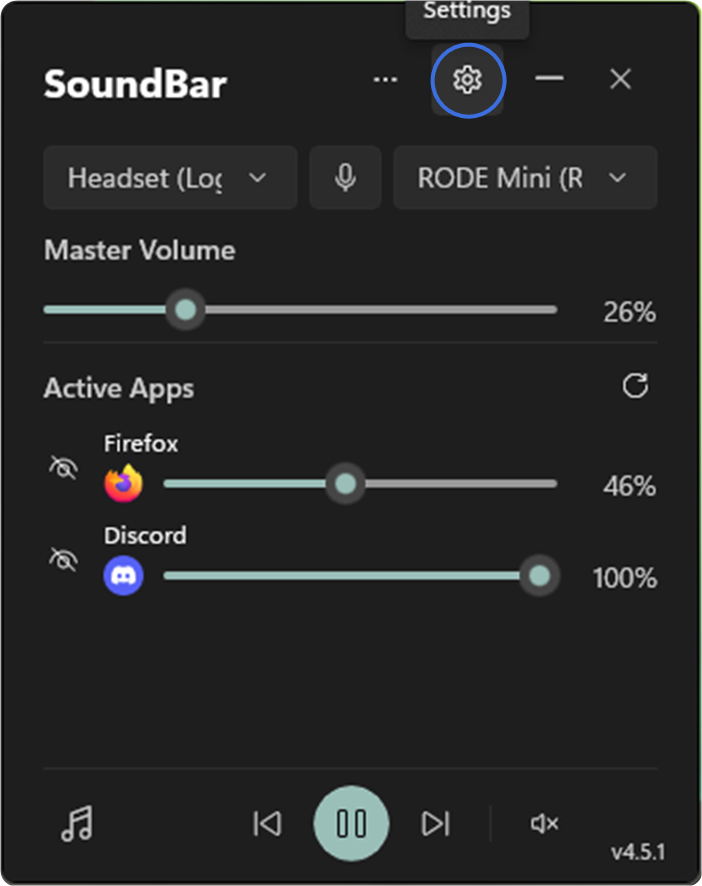 Settings
SoundBar
Headset (Log
RODE Mini (R
Master Volume
26%
Active Apps
Firefox
46%
Discord
100%
v4.5.1